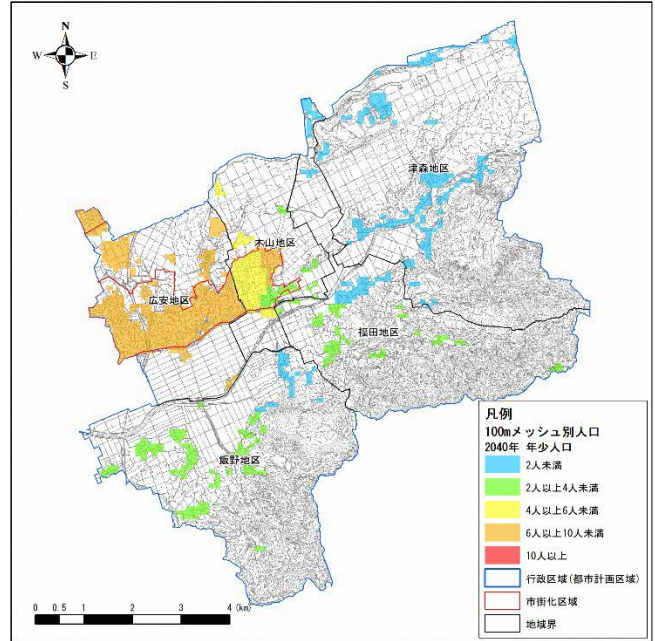 N
W E
S
津森地区
木山地区
広安地区
福田地区
飯野地区
凡例
100mメッシュ別人口
2040年 年少人口
2人未満
2人以上4人未満
4人以上6人未満
6人以上10人未満
10人以上
行政区域(都市計画区域)
市街化区域
地域界
0 0.5 1 2 3 4
(km)